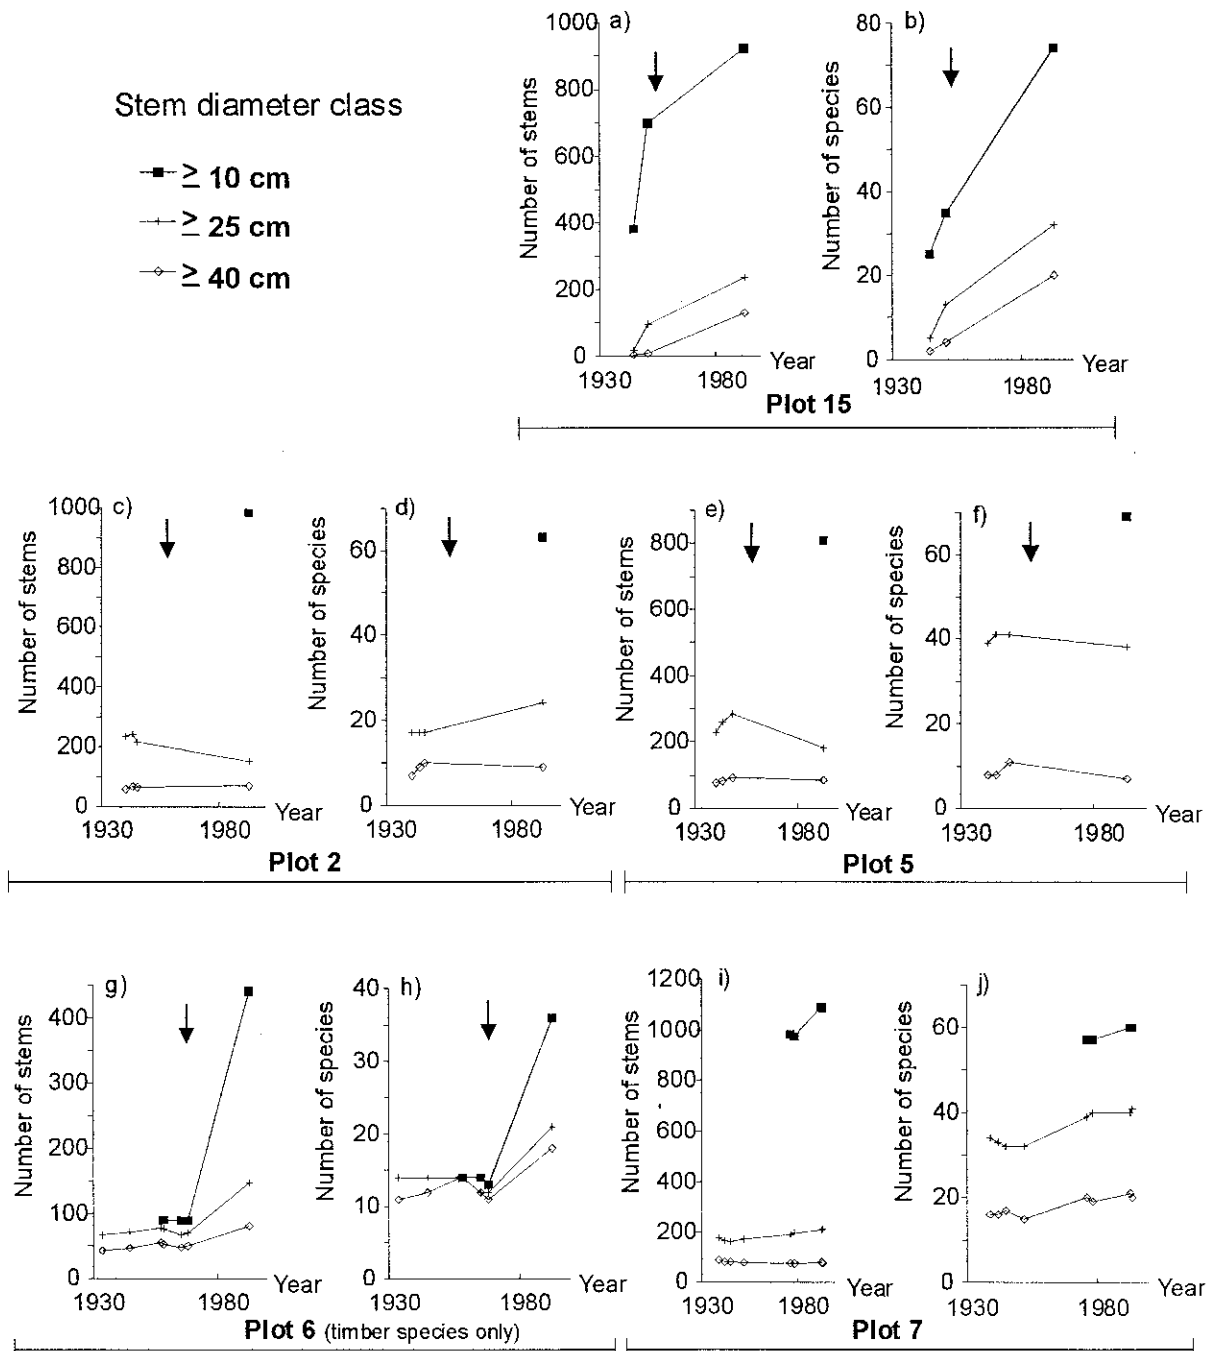 Stem diameter class
≥ 10 cm
≥ 25 cm
≥ 40 cm
a)
Number of stems
1000
800
600
400
200
0
1930
1980
Year
b)
Number of species
80
60
40
20
0
1930
1980
Year
Plot 15
c)
Number of stems
1000
800
600
400
200
0
1930
1980
Year
d)
Number of species
60
40
20
0
1930
1980
Plot 2
e)
Number of stems
800
600
400
200
0
1930
1980
Year
f)
Number of species
60
40
20
0
1930
1980
Plot 5
g)
Number of stems
400
300
200
100
0
1930
1980
Year
h)
Number of species
40
30
20
10
0
1930
1980
Plot 6 (timber species only)
i)
Number of stems
1200
1000
800
600
400
200
0
1930
1980
Year
j)
Number of species
60
40
20
0
1930
1980
Plot 7